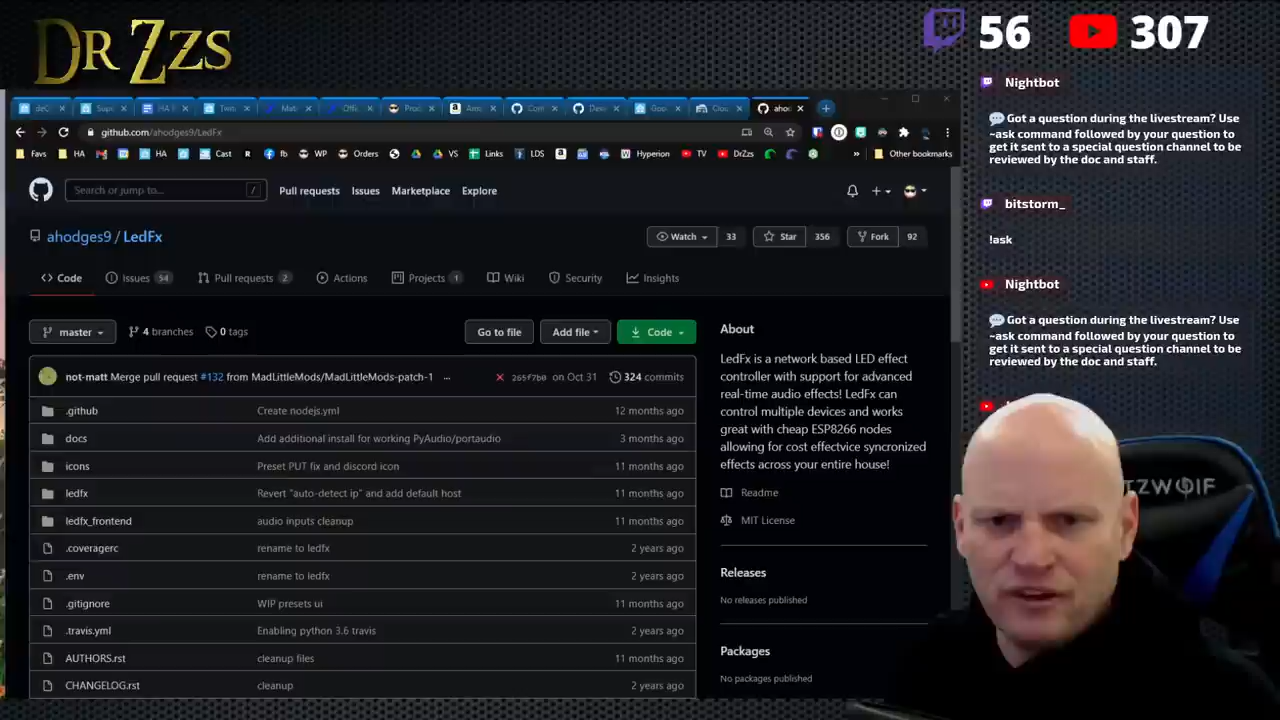 DR ZZS
56
307
Nightbot
Got a question during the livestream? Use
~ask command followed by your question to
get it sent to a special question channel to be
reviewed by the doc and staff.
bitstorm_
!ask
Nightbot
Got a question during the livestream? Use
~ask command followed by your question to
get it sent to a special question channel to be
reviewed by the doc and staff.
github.com/ahodges9/LedFx
Favs HA HA Cast fb WP Orders VS Links LDS Hyperion TV DrZzs » Other bookmarks
Search or jump to... / Pull requests Issues Marketplace Explore
ahodges9 / LedFx Watch 33 Star 356 Fork 92
Code Issues 54 Pull requests 2 Actions Projects 1 Wiki Security Insights
master 4 branches 0 tags Go to file Add file Code
not-matt Merge pull request #132 from MadLittleMods/MadLittleMods-patch-1 ... 265f7b0 on Oct 31 324 commits
.github Create nodejs.yml 12 months ago
docs Add additional install for working PyAudio/portaudio 3 months ago
icons Preset PUT fix and discord icon 11 months ago
ledfx Revert "auto-detect ip" and add default host 11 months ago
ledfx_frontend audio inputs cleanup 11 months ago
.coveragerc rename to ledfx 2 years ago
.env rename to ledfx 2 years ago
.gitignore WIP presets ui 11 months ago
.travis.yml Enabling python 3.6 travis 2 years ago
AUTHORS.rst cleanup files 11 months ago
CHANGELOG.rst cleanup 2 years ago
About
LedFx is a network based LED effect
controller with support for advanced
real-time audio effects! LedFx can
control multiple devices and works
great with cheap ESP8266 nodes
allowing for cost effectvice syncronized
effects across your entire house!
Readme
MIT License
Releases
No releases published
Packages
No packages published